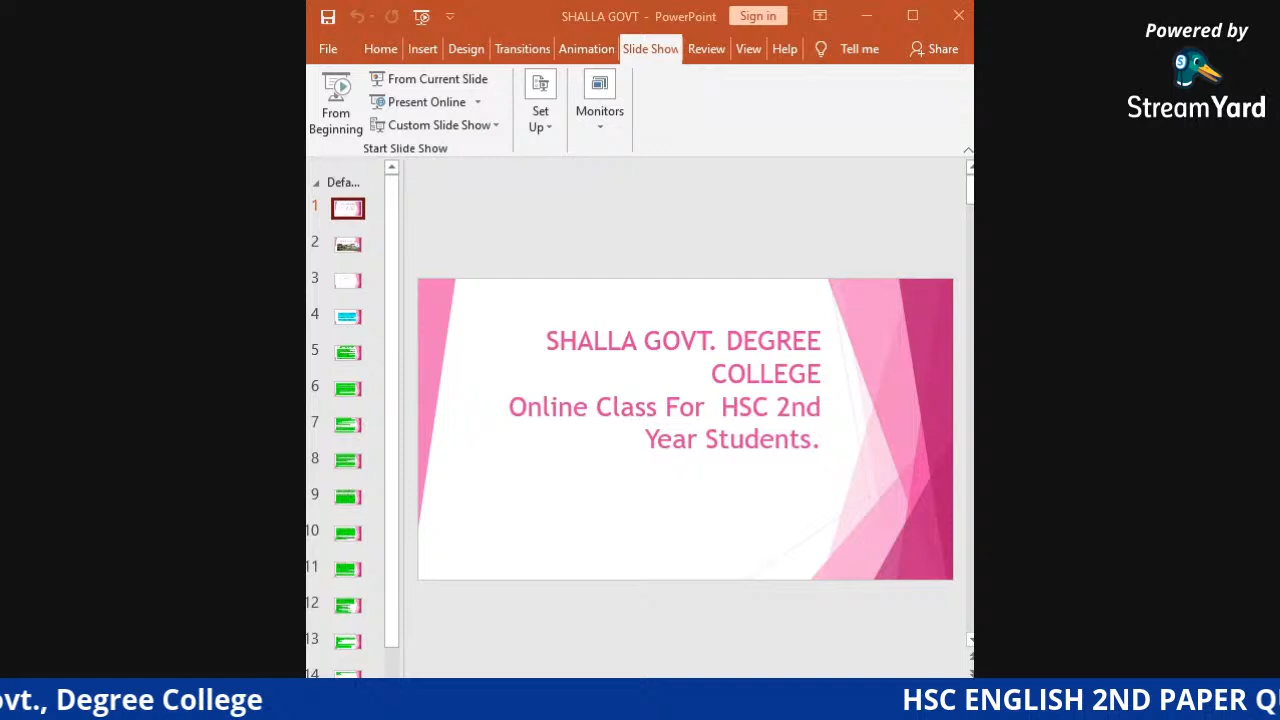 SHALLA GOVT - PowerPoint
Sign in
File Home Insert Design Transitions Animation Slide Show Review View Help Tell me Share
From Beginning
From Current Slide
Present Online
Custom Slide Show
Start Slide Show
Set Up
Monitors
Powered by
StreamYard
Defa...
1
2
3
4
5
6
7
8
9
10
11
12
13
14
SHALLA GOVT. DEGREE
COLLEGE
Online Class For HSC 2nd
Year Students.
ovt., Degree College
HSC ENGLISH 2ND PAPER